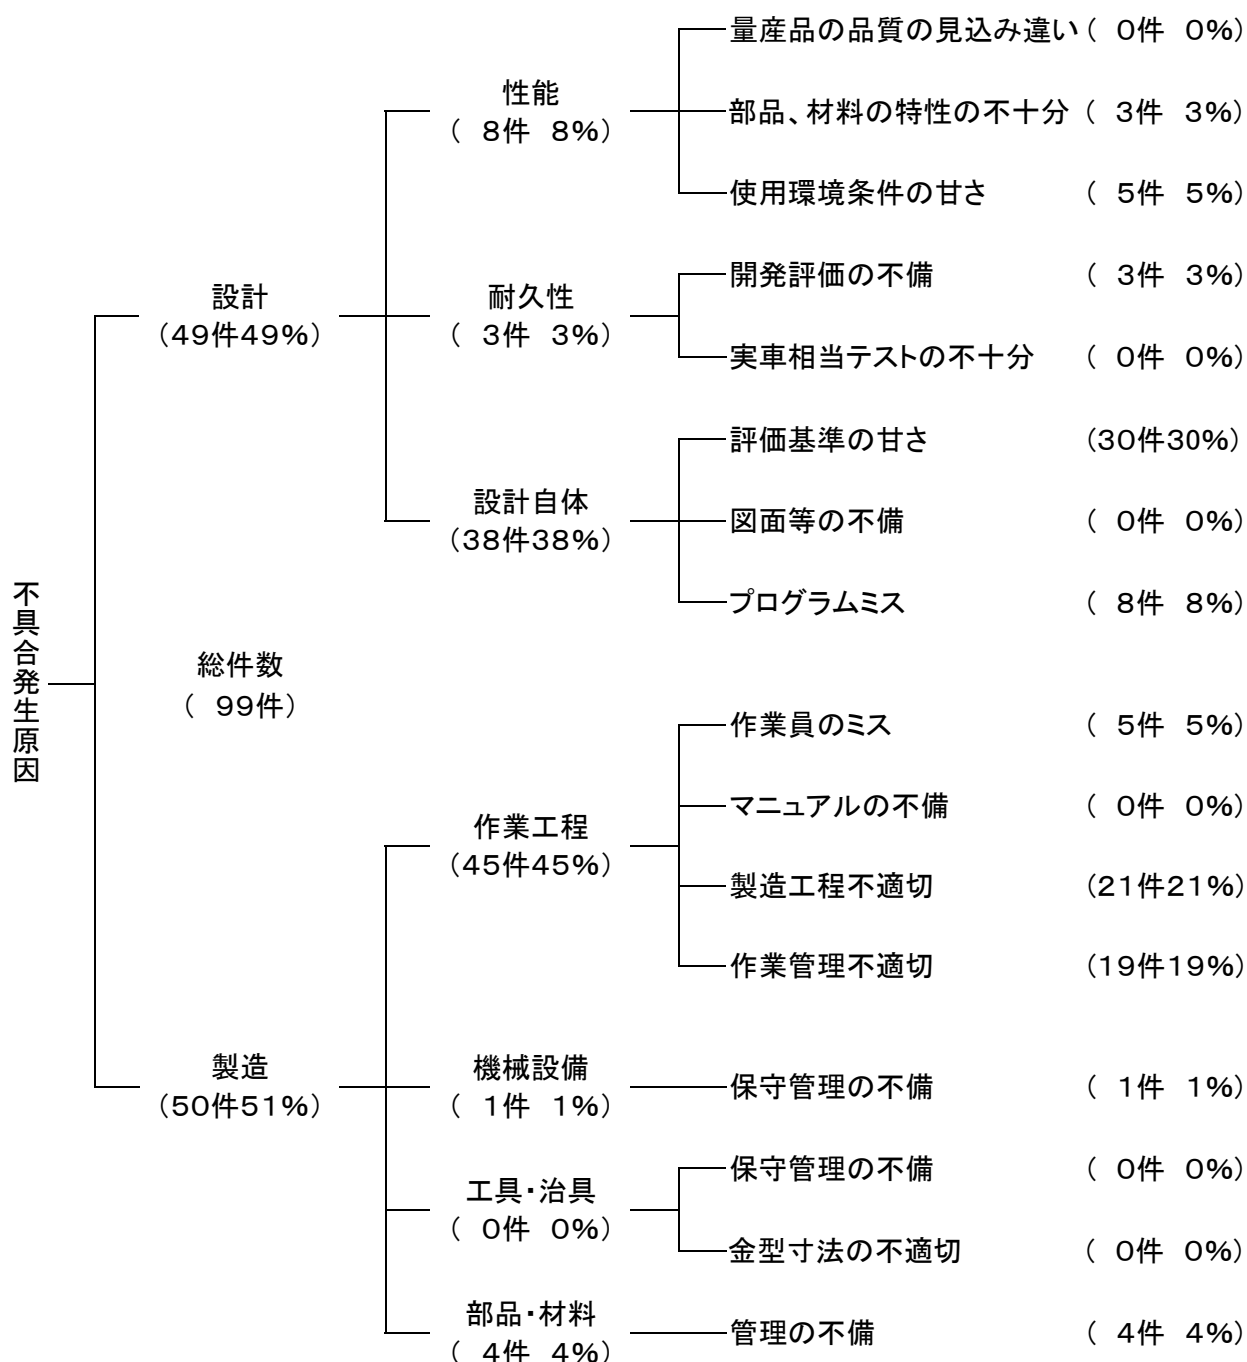 不具合発生原因
総件数
( 99件)
設計
(49件49%)
性能
( 8件 8%)
量産品の品質の見込み違い( 0件 0%)
部品、材料の特性の不十分( 3件 3%)
使用環境条件の甘さ ( 5件 5%)
耐久性
( 3件 3%)
開発評価の不備 ( 3件 3%)
実車相当テストの不十分 ( 0件 0%)
設計自体
(38件38%)
評価基準の甘さ (30件30%)
図面等の不備 ( 0件 0%)
プログラムミス ( 8件 8%)
製造
(50件51%)
作業工程
(45件45%)
作業員のミス ( 5件 5%)
マニュアルの不備 ( 0件 0%)
製造工程不適切 (21件21%)
作業管理不適切 (19件19%)
機械設備
( 1件 1%)
保守管理の不備 ( 1件 1%)
工具・治具
( 0件 0%)
保守管理の不備 ( 0件 0%)
金型寸法の不適切 ( 0件 0%)
部品・材料
( 4件 4%)
管理の不備 ( 4件 4%)